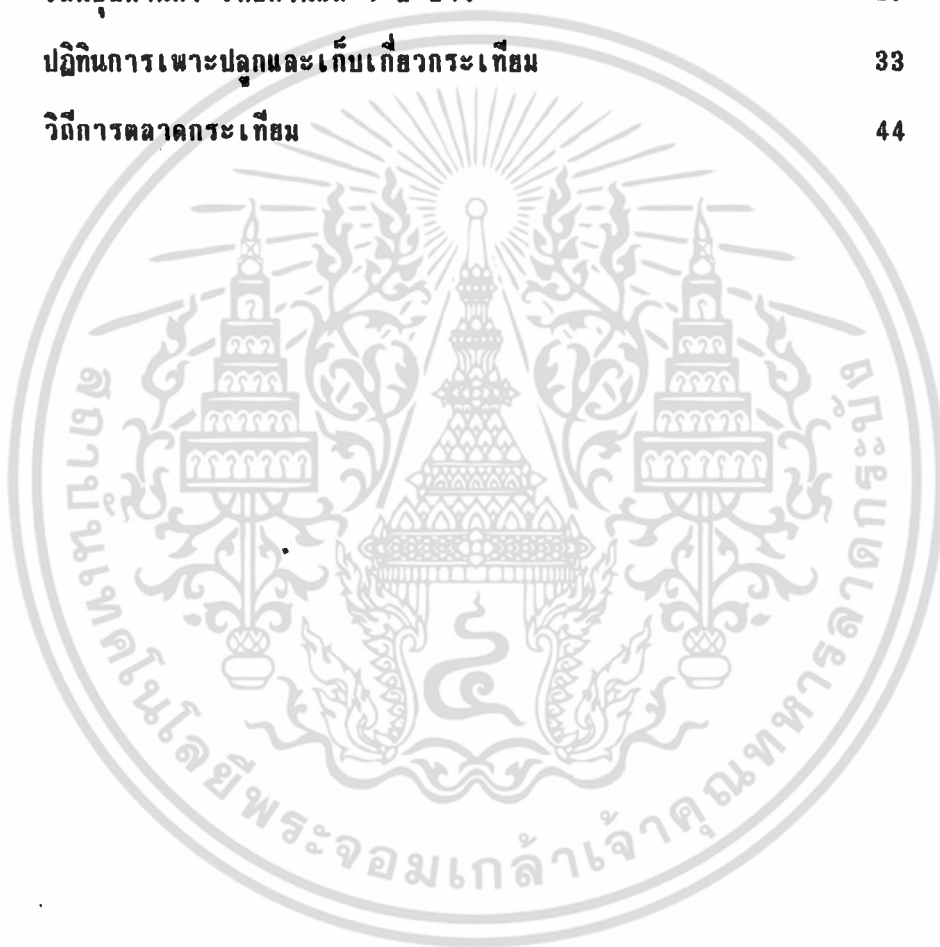 ปฏิทินการเพาะปลูกและเก็บเกี่ยวกระเทียม 33
วิถีการตลาดกระเทียม 44
สถาบันเทคโนโลยีพระจอมเกล้าเจ้าคุณทหารลาดกระบัง